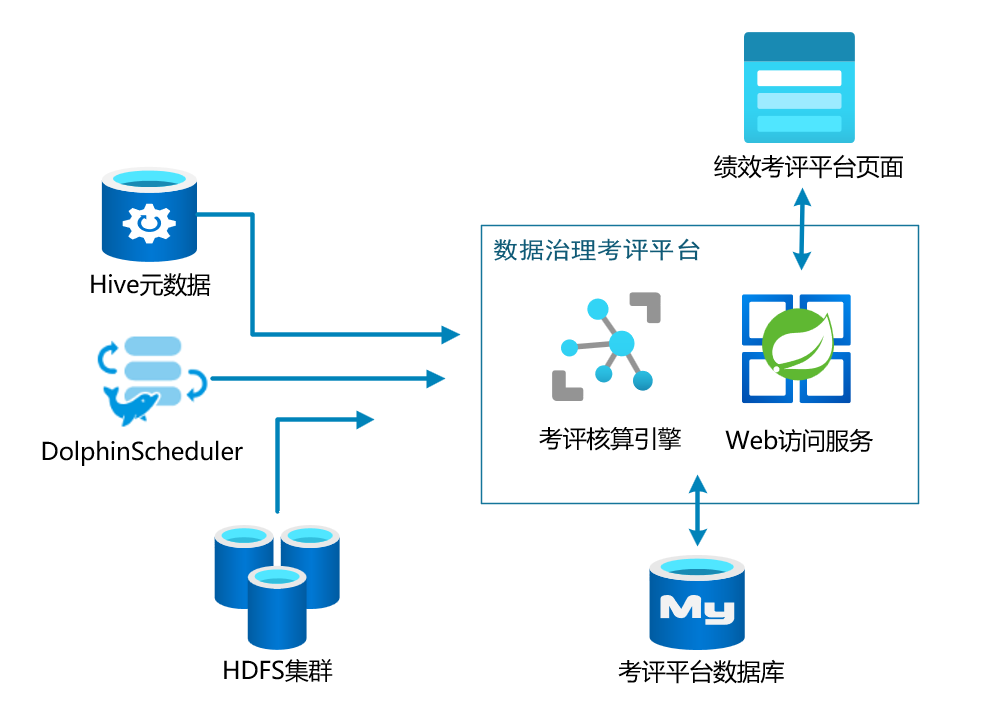 绩效考评平台页面
数据治理考评平台
Hive元数据
考评核算引擎
Web访问服务
DolphinScheduler
My
HDFS集群
考评平台数据库